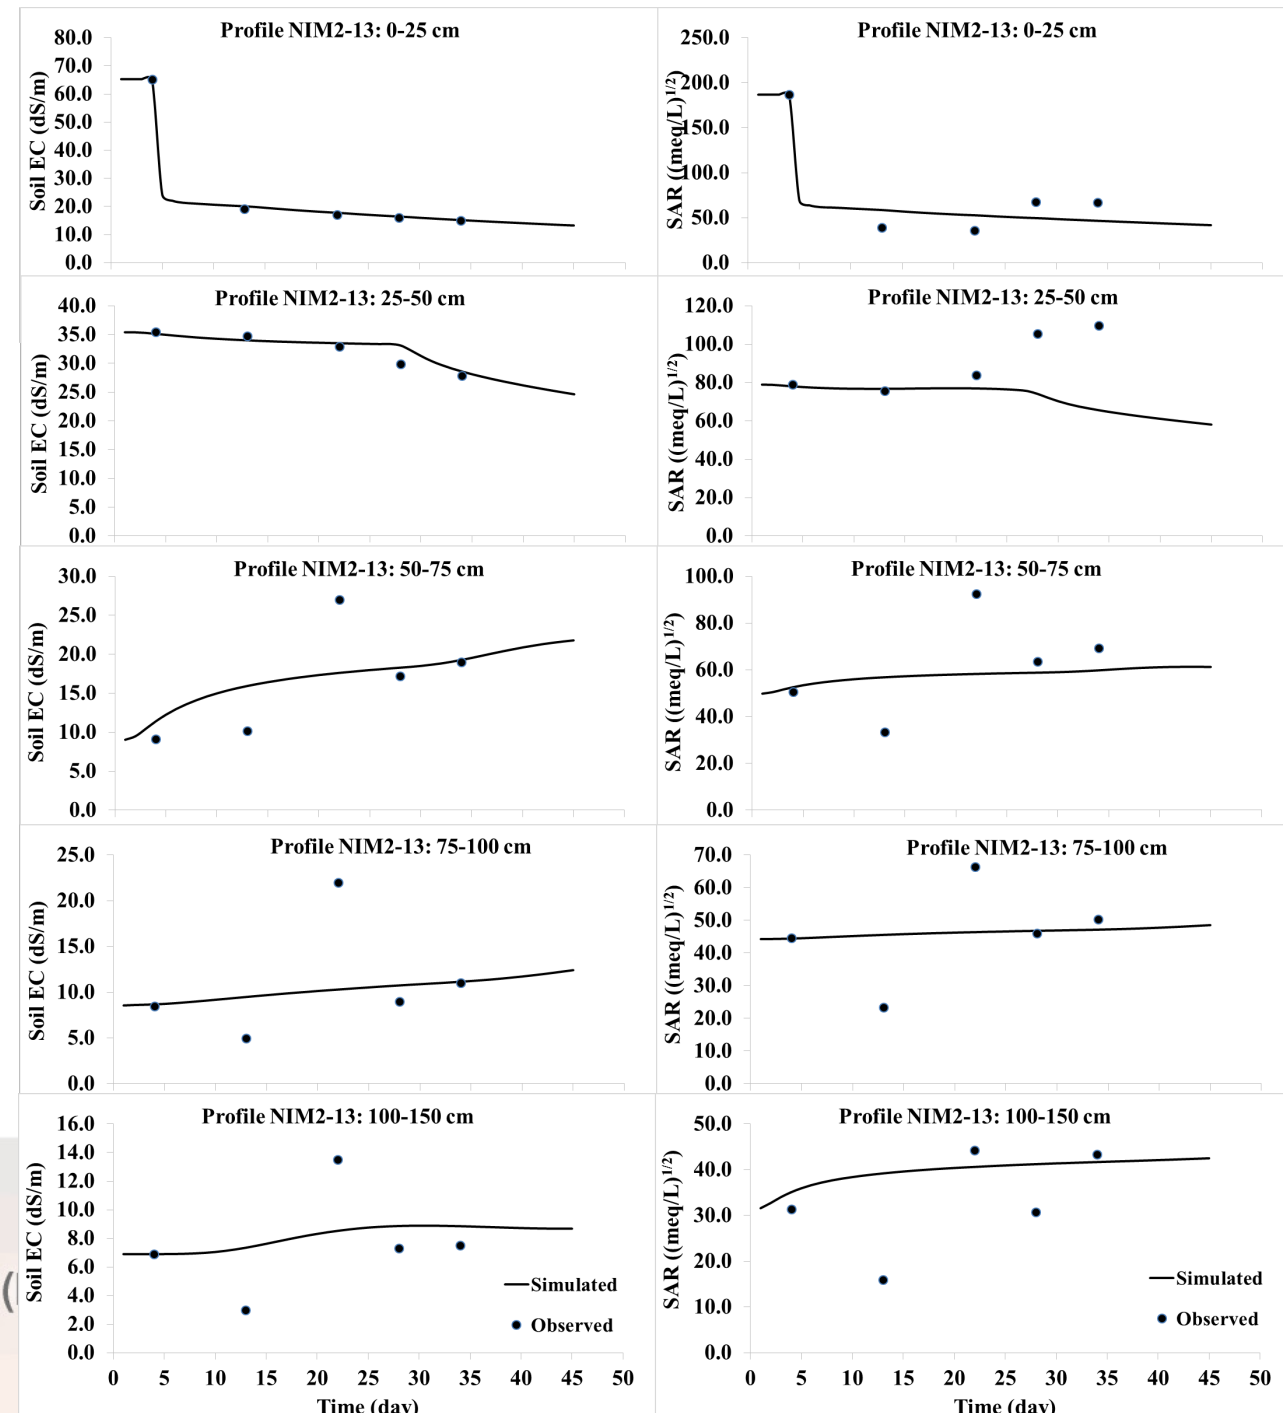 Profile NIM2-13: 0-25 cm
Soil EC (dS/m)
80.0
70.0
60.0
50.0
40.0
30.0
20.0
10.0
0.0
Profile NIM2-13: 0-25 cm
SAR ((meq/L)^1/2)
250.0
200.0
150.0
100.0
50.0
0.0
Profile NIM2-13: 25-50 cm
Soil EC (dS/m)
40.0
35.0
30.0
25.0
20.0
15.0
10.0
5.0
0.0
Profile NIM2-13: 25-50 cm
SAR ((meq/L)^1/2)
120.0
100.0
80.0
60.0
40.0
20.0
0.0
Profile NIM2-13: 50-75 cm
Soil EC (dS/m)
30.0
25.0
20.0
15.0
10.0
5.0
0.0
Profile NIM2-13: 50-75 cm
SAR ((meq/L)^1/2)
100.0
80.0
60.0
40.0
20.0
0.0
Profile NIM2-13: 75-100 cm
Soil EC (dS/m)
25.0
20.0
15.0
10.0
5.0
0.0
Profile NIM2-13: 75-100 cm
SAR ((meq/L)^1/2)
70.0
60.0
50.0
40.0
30.0
20.0
10.0
0.0
Profile NIM2-13: 100-150 cm
Soil EC (dS/m)
16.0
14.0
12.0
10.0
8.0
6.0
4.0
2.0
0.0
Simulated
Observed
0 5 10 15 20 25 30 35 40 45 50
Time (day)
Profile NIM2-13: 100-150 cm
SAR ((meq/L)^1/2)
50.0
40.0
30.0
20.0
10.0
0.0
Simulated
Observed
0 5 10 15 20 25 30 35 40 45 50
Time (day)